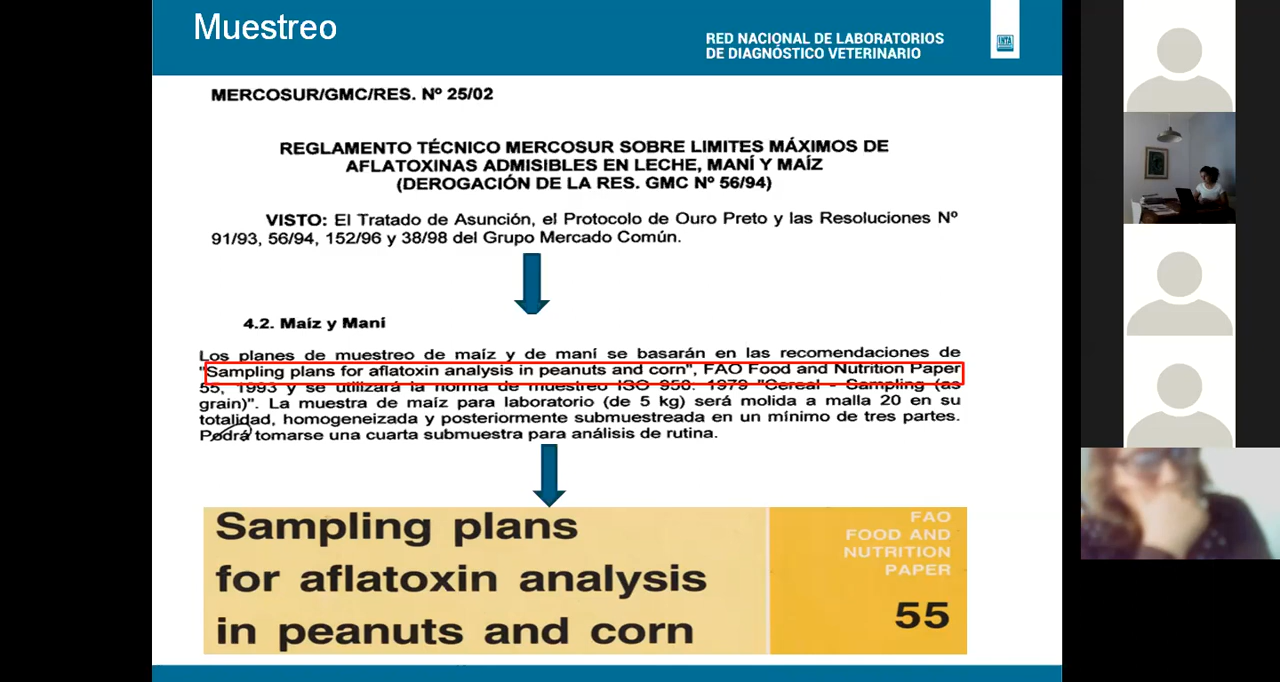 Muestreo
RED NACIONAL DE LABORATORIOS
DE DIAGNÓSTICO VETERINARIO
INTA
MERCOSUR/GMC/RES. Nº 25/02
REGLAMENTO TÉCNICO MERCOSUR SOBRE LIMITES MÁXIMOS DE
AFLATOXINAS ADMISIBLES EN LECHE, MANÍ Y MAÍZ
(DEROGACIÓN DE LA RES. GMC Nº 56/94)
VISTO: El Tratado de Asunción, el Protocolo de Ouro Preto y las Resoluciones Nº
91/93, 56/94, 152/96 y 38/98 del Grupo Mercado Común.
4.2. Maíz y Maní
Los planes de muestreo de maíz y de maní se basarán en las recomendaciones de
"Sampling plans for aflatoxin analysis in peanuts and corn", FAO Food and Nutrition Paper
55, 1993 y se utilizará la norma de muestreo ISO 950: 1979 "Cereal - Sampling (as
grain)". La muestra de maíz para laboratorio (de 5 kg) será molida a malla 20 en su
totalidad, homogeneizada y posteriormente submuestreada en un mínimo de tres partes.
Podrá tomarse una cuarta submuestra para análisis de rutina.
Sampling plans
for aflatoxin analysis
in peanuts and corn
FAO
FOOD AND
NUTRITION
PAPER
55